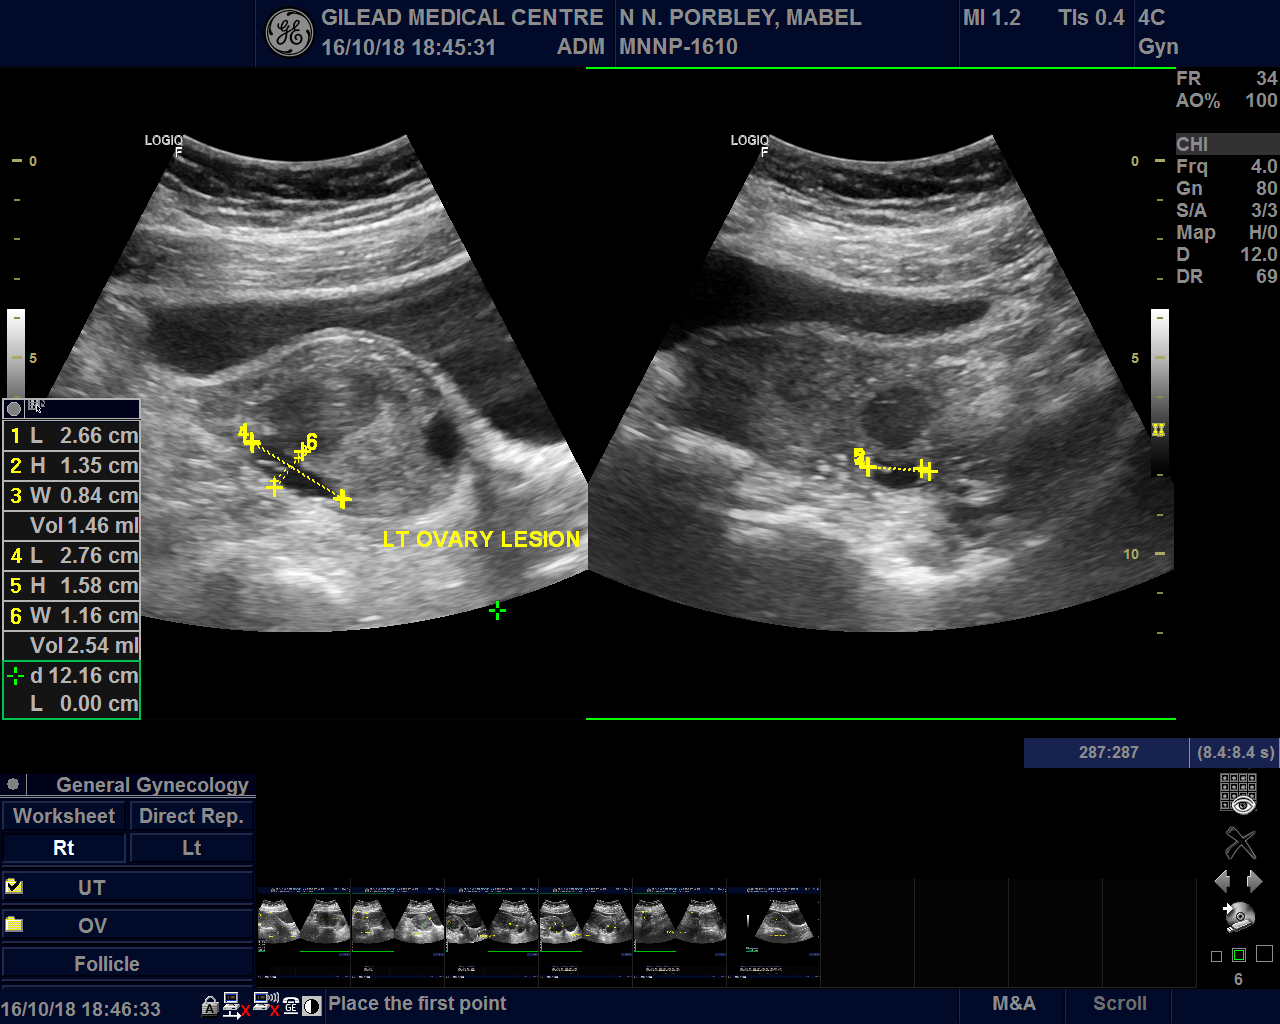 GILEAD MEDICAL CENTRE
16/10/18 18:45:31 ADM
N N. PORBLEY, MABEL
MNNP-1610
MI 1.2 TIs 0.4
4C
Gyn
FR 34
AO% 100
CHI
Frq 4.0
Gn 80
S/A 3/3
Map H/0
D 12.0
DR 69
LOGIQ
F
LOGIQ
F
0
5
0
5
10
4
6
LT OVARY LESION
1 L 2.66 cm
2 H 1.35 cm
3 W 0.84 cm
Vol 1.46 ml
4 L 2.76 cm
5 H 1.58 cm
6 W 1.16 cm
Vol 2.54 ml
d 12.16 cm
L 0.00 cm
287:287 (8.4:8.4 s)
General Gynecology
Worksheet Direct Rep.
Rt Lt
UT
OV
Follicle
6
16/10/18 18:46:33
Place the first point
M&A Scroll